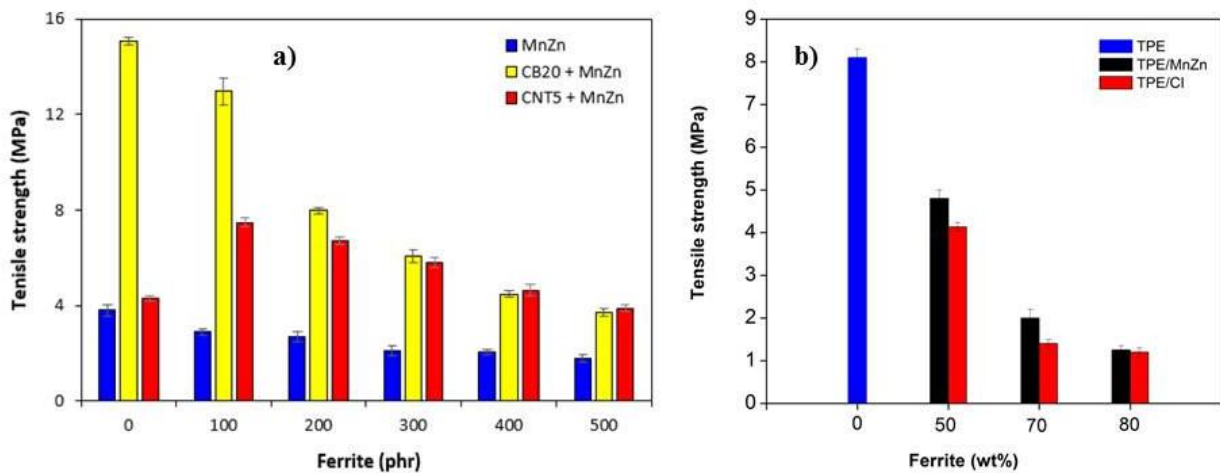 a)
MnZn
CB20 + MnZn
CNT5 + MnZn
Tenisle strength (MPa)
16
12
8
4
0
0 100 200 300 400 500
Ferrite (phr)
b)
TPE
TPE/MnZn
TPE/CI
Tensile strength (MPa)
9
8
7
6
5
4
3
2
1
0
0 50 70 80
Ferrite (wt%)